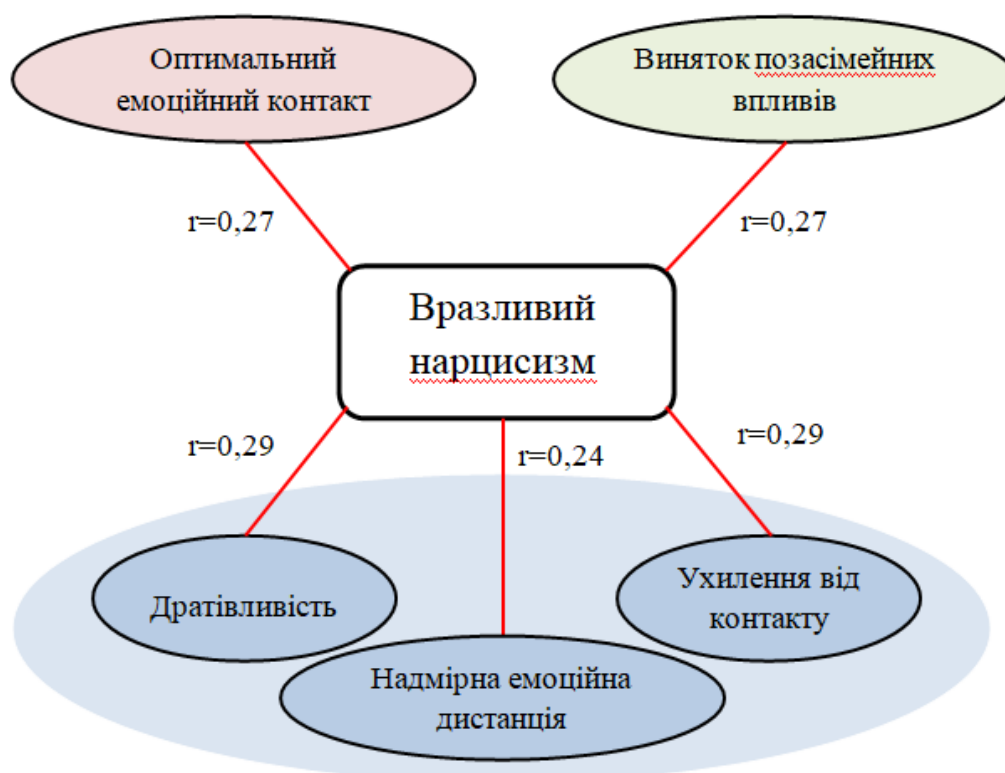 Оптимальний
емоційний контакт
Виняток позасімейних
впливів
r=0,27
r=0,27
Вразливий
нарцисизм
r=0,29
r=0,24
r=0,29
Дратівливість
Надмірна емоційна
дистанція
Ухилення від
контакту